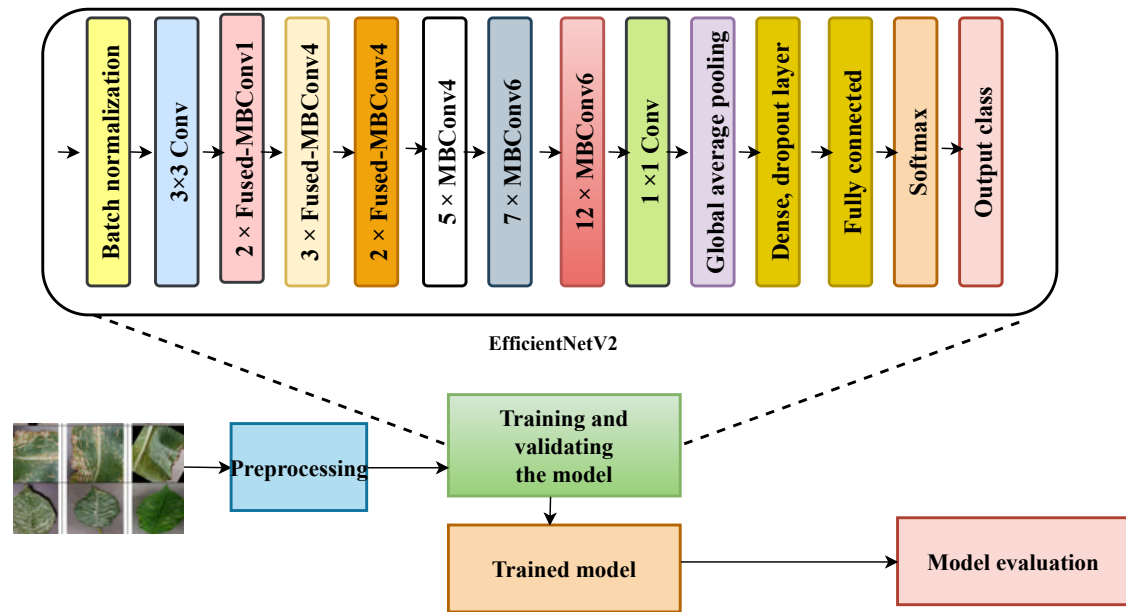 Batch normalization
3×3 Conv
2 × Fused-MBConv1
3 × Fused-MBConv4
2 × Fused-MBConv4
5 × MBConv4
7 × MBConv6
12 × MBConv6
1 ×1 Conv
Global average pooling
Dense, dropout layer
Fully connected
Softmax
Output class
EfficientNetV2
Preprocessing
Training and
validating
the model
Trained model
Model evaluation